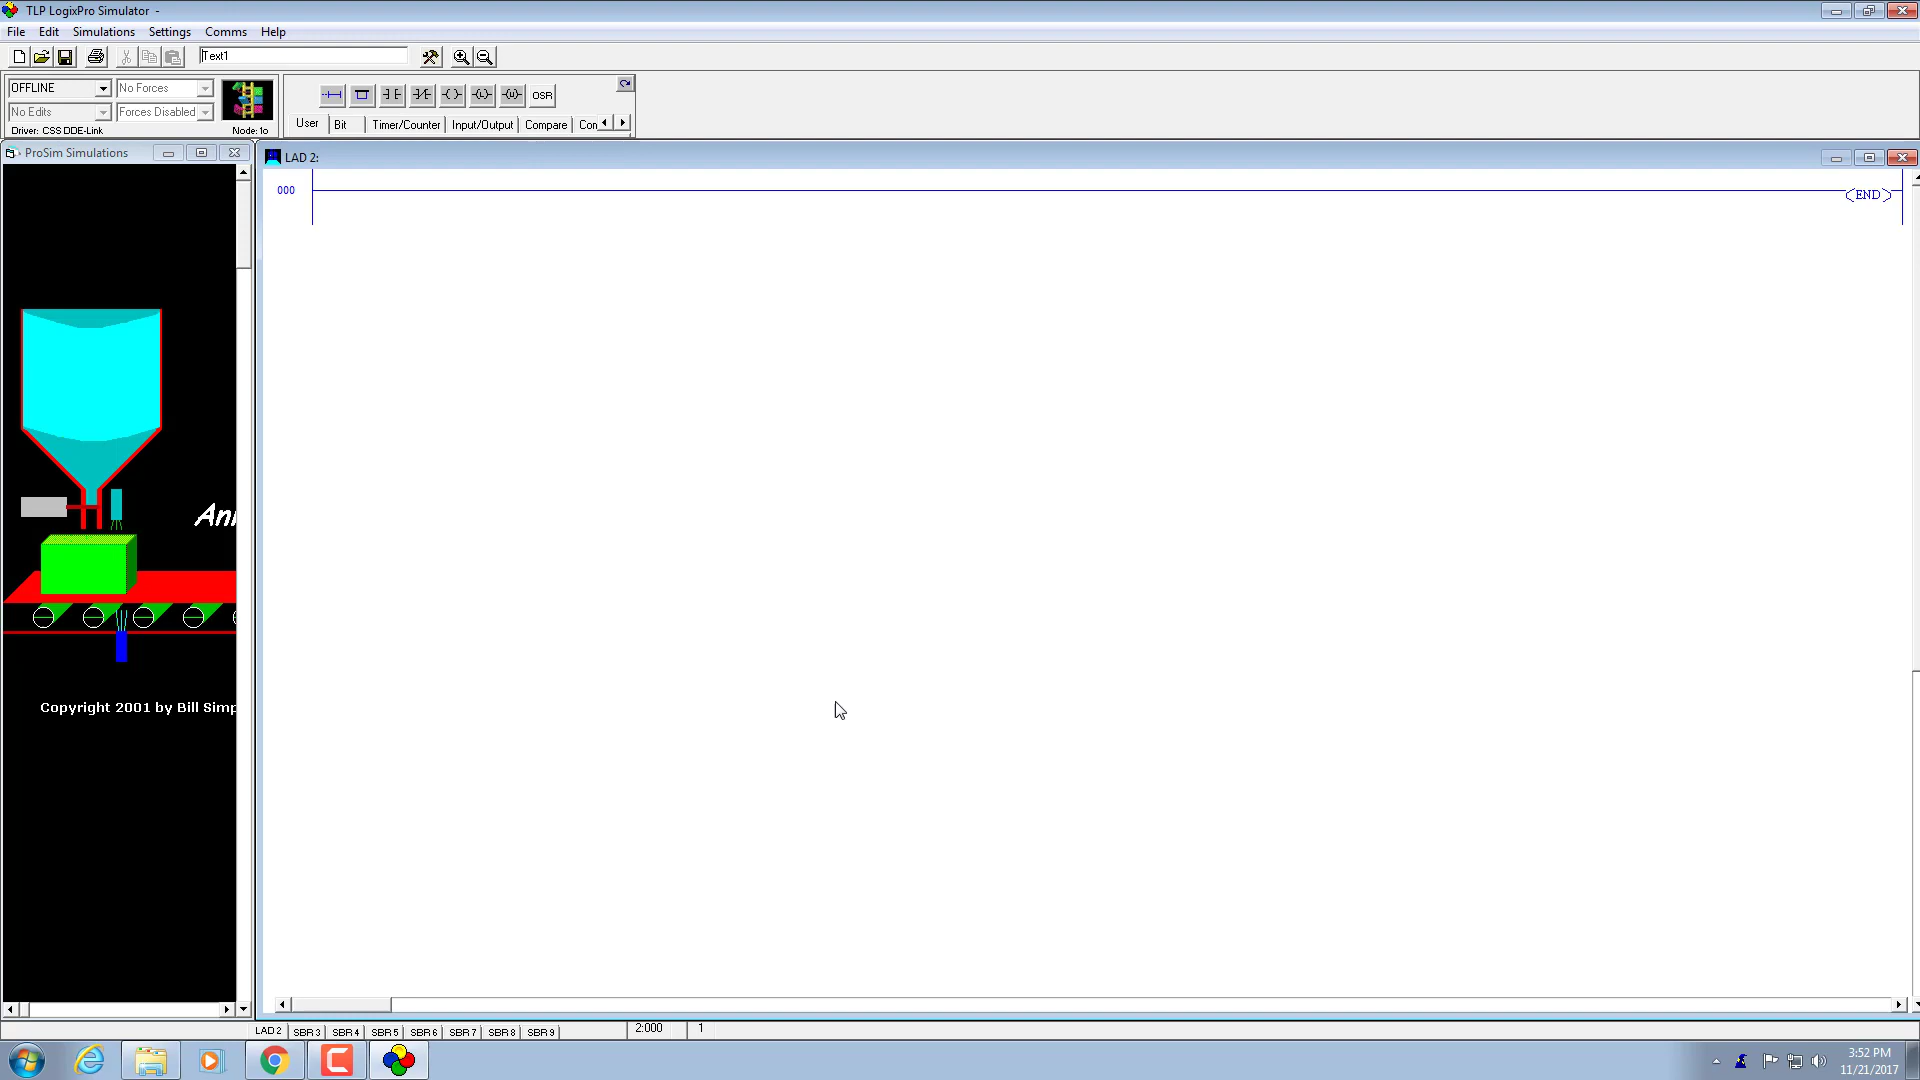 TLP LogixPro Simulator -
File Edit Simulations Settings Comms Help
Text1
OFFLINE No Forces
No Edits Forces Disabled
Driver: CSS DDE-Link Node: 1o
OSR
User Bit Timer/Counter Input/Output Compare Con
ProSim Simulations
LAD 2:
000
END
Ani
Copyright 2001 by Bill Simp
LAD 2 SBR 3 SBR 4 SBR 5 SBR 6 SBR 7 SBR 8 SBR 9 2:000 1
3:52 PM
11/21/2017